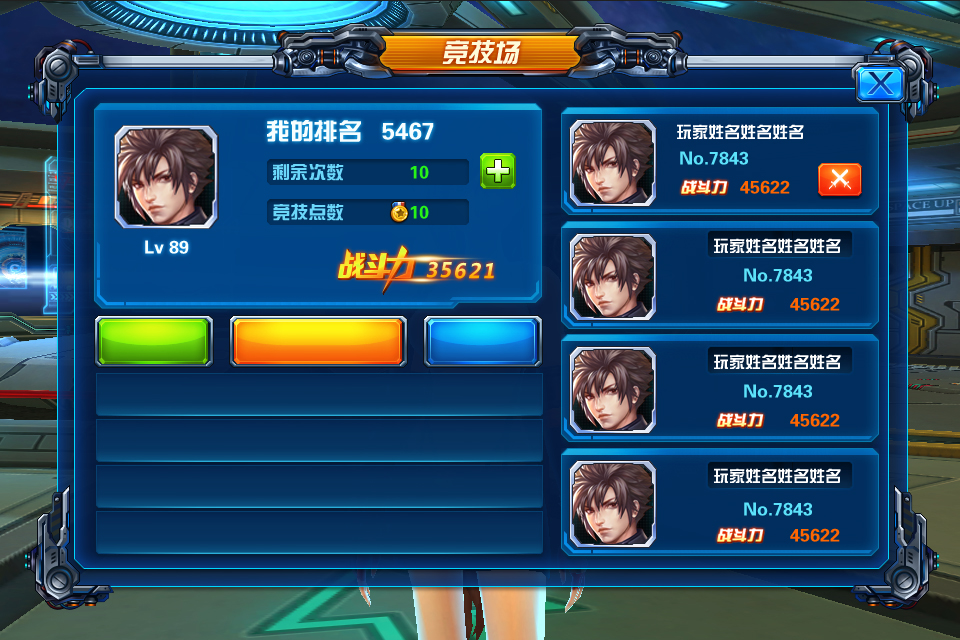 竞技场
我的排名 5467
剩余次数 10
竞技点数 10
Lv 89
战斗力 35621
玩家姓名姓名姓名
No.7843
战斗力 45622
玩家姓名姓名姓名
No.7843
战斗力 45622
玩家姓名姓名姓名
No.7843
战斗力 45622
玩家姓名姓名姓名
No.7843
战斗力 45622
ACE UP